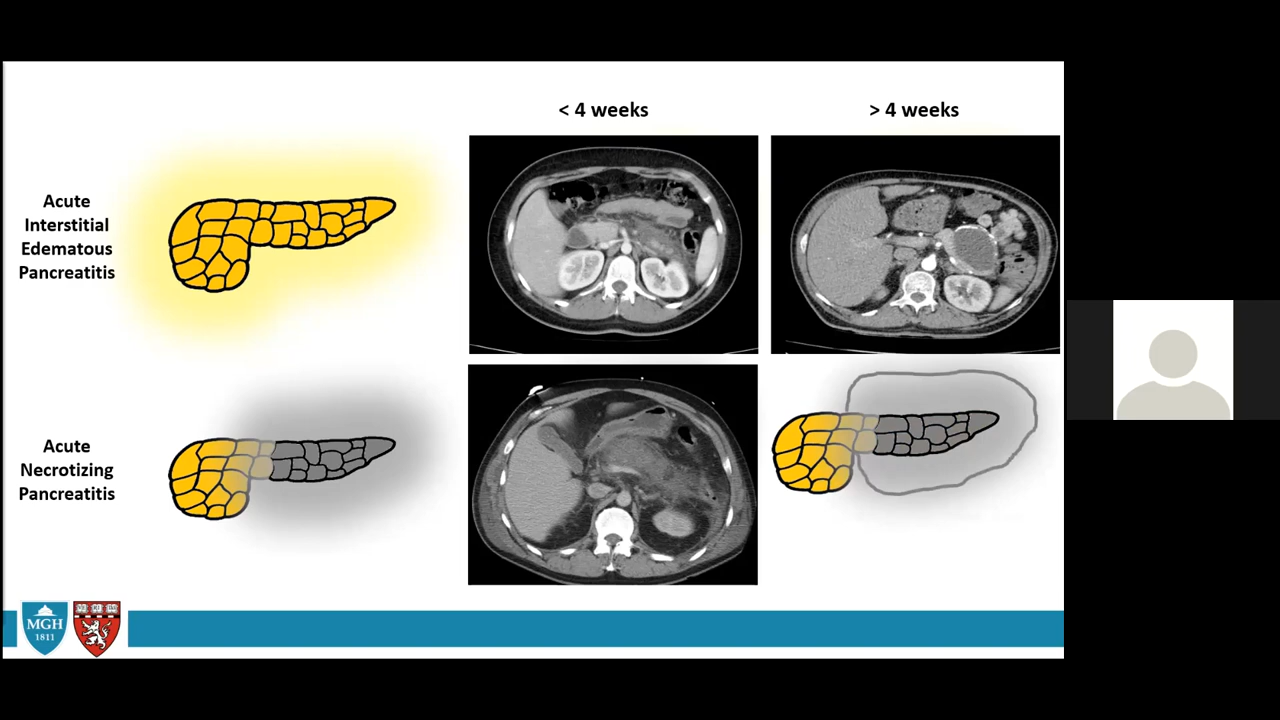 < 4 weeks
> 4 weeks
Acute
Interstitial
Edematous
Pancreatitis
Acute
Necrotizing
Pancreatitis
MGH
1811